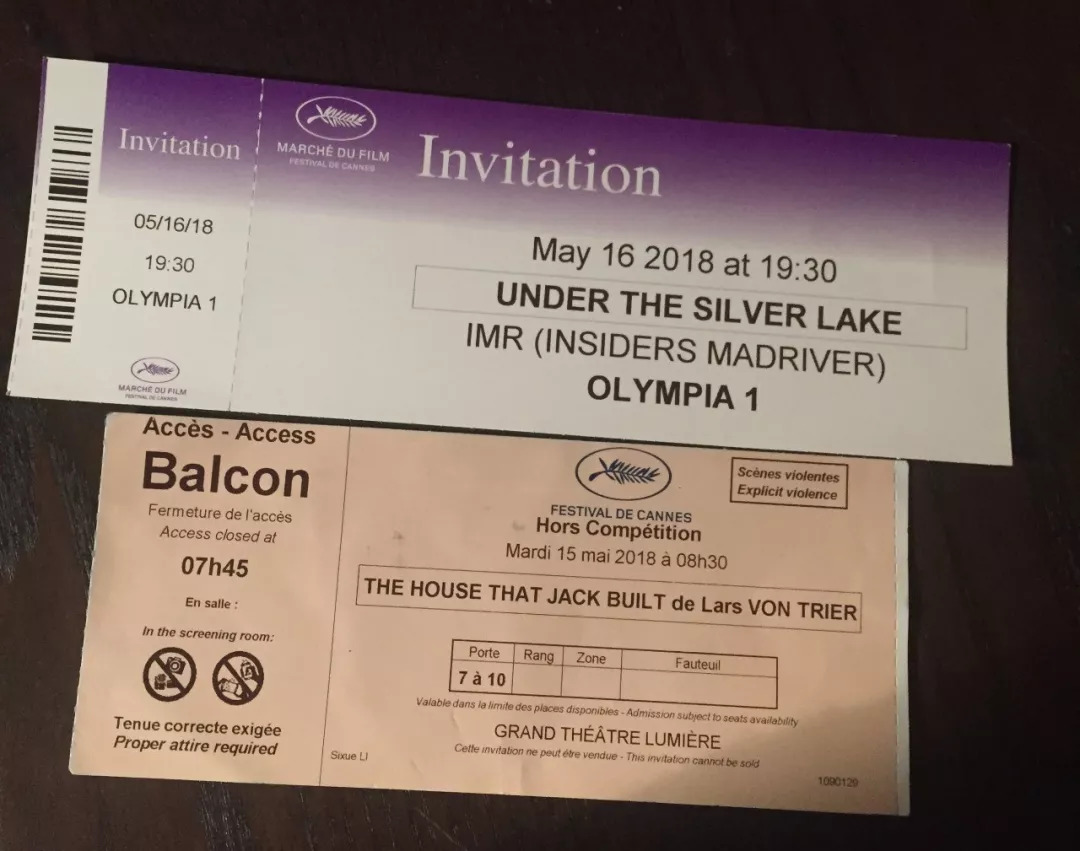 Invitation
05/16/18
19:30
OLYMPIA 1
MARCHÉ DU FILM
FESTIVAL DE CANNES
MARCHÉ DU FILM
FESTIVAL DE CANNES
Invitation
May 16 2018 at 19:30
UNDER THE SILVER LAKE
IMR (INSIDERS MADRIVER)
OLYMPIA 1
Accès - Access
Balcon
Fermeture de l'accès
Access closed at
07h45
En salle :
In the screening room:
Tenue correcte exigée
Proper attire required
FESTIVAL DE CANNES
Hors Compétition
Mardi 15 mai 2018 à 08h30
Scènes violentes
Explicit violence
THE HOUSE THAT JACK BUILT de Lars VON TRIER
Porte Rang Zone Fauteuil
7 à 10
Valable dans la limite des places disponibles - Admission subject to seats availability
GRAND THÉÂTRE LUMIÈRE
Cette invitation ne peut être vendue - This invitation cannot be sold
Sixue LI
1090129